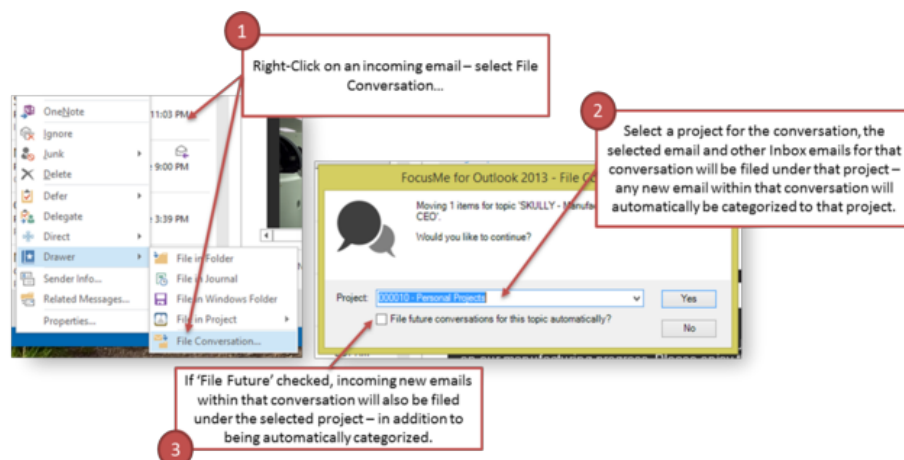 1
Right-Click on an incoming email – select File
Conversation...
2
Select a project for the conversation, the
selected email and other Inbox emails for that
conversation will be filed under that project –
any new email within that conversation will
automatically be categorized to that project.
OneNote
Ignore
Junk
Delete
Defer
Delegate
Direct
Drawer
Sender Info...
Related Messages...
Properties...
11:03 PM
9:00 PM
3:39 PM
File in Folder
File in Journal
File in Windows Folder
File in Project
File Conversation...
FocusMe for Outlook 2013 - File
Moving 1 items for topic 'SKULLY -
CEO'.
Would you like to continue?
Project:
000010 - Personal Projects
Yes
File future conversations for this topic automatically?
No
If ‘File Future’ checked, incoming new emails
within that conversation will also be filed
under the selected project – in addition to
being automatically categorized.
3